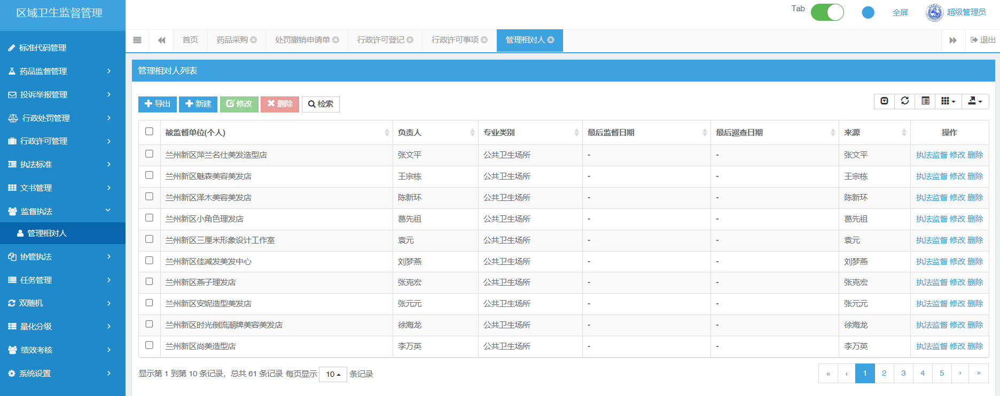 区域卫生监督管理
Tab 全屏 超级管理员
首页 药品采购 处罚撤销申请单 行政许可登记 行政许可事项 管理相对人 退出
标准代码管理
药品监督管理
投诉举报管理
行政处罚管理
行政许可管理
执法标准
文书管理
监督执法
管理相对人
协管执法
任务管理
双随机
量化分级
绩效考核
系统设置
管理相对人列表
导出 新建 修改 删除 检索
被监督单位(个人) 负责人 专业类别 最后监督日期 最后巡查日期 来源 操作
兰州新区萍兰名仕美发造型店 张文平 公共卫生场所 - - 张文平 执法监督 修改 删除
兰州新区魅森美容美发店 王宗栋 公共卫生场所 - - 王宗栋 执法监督 修改 删除
兰州新区泽木美容美发店 陈新环 公共卫生场所 - - 陈新环 执法监督 修改 删除
兰州新区小角色理发店 葛先祖 公共卫生场所 - - 葛先祖 执法监督 修改 删除
兰州新区三厘米形象设计工作室 袁元 公共卫生场所 - - 袁元 执法监督 修改 删除
兰州新区佳减发美发中心 刘梦燕 公共卫生场所 - - 刘梦燕 执法监督 修改 删除
兰州新区燕子理发店 张克宏 公共卫生场所 - - 张克宏 执法监督 修改 删除
兰州新区安妮造型美发店 张元元 公共卫生场所 - - 张元元 执法监督 修改 删除
兰州新区时光倒流潮牌美容美发店 徐海龙 公共卫生场所 - - 徐海龙 执法监督 修改 删除
兰州新区尚美造型店 李万英 公共卫生场所 - - 李万英 执法监督 修改 删除
显示第 1 到第 10 条记录，总共 61 条记录 每页显示 10 条记录
« ‹ 1 2 3 4 5 › »